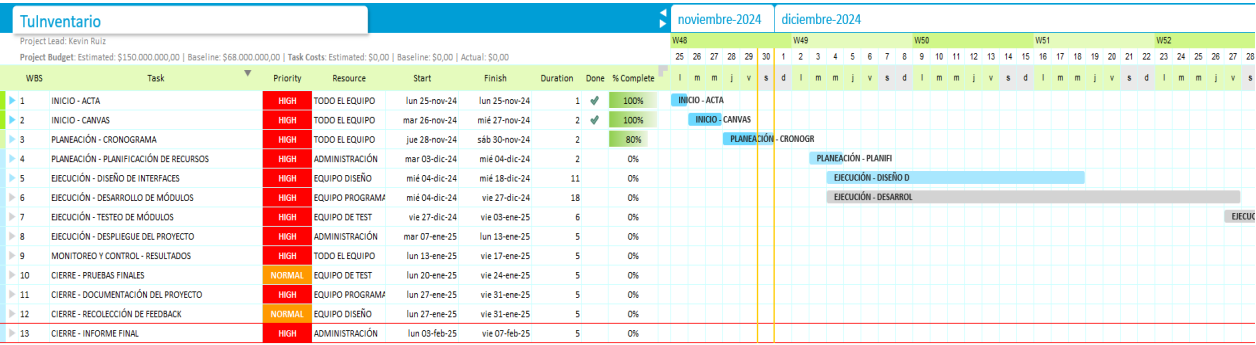 TuInventario noviembre-2024 diciembre-2024
Project Lead: Kevin Ruiz W48 W49 W50 W51 W52
Project Budget: Estimated: $150.000.000,00 | Baseline: $68.000.000,00 | Task Costs: Estimated: $0,00 | Baseline: $0,00 | Actual: $0,00 25 26 27 28 29 30 1 2 3 4 5 6 7 8 9 10 11 12 13 14 15 16 17 18 19 20 21 22 23 24 25 26 27 28
WBS Task Priority Resource Start Finish Duration Done % Complete l m m j v s d l m m j v s d l m m j v s d l m m j v s d l m m j v s
1 INICIO - ACTA HIGH TODO EL EQUIPO lun 25-nov-24 lun 25-nov-24 1 100% INICIO - ACTA
2 INICIO - CANVAS HIGH TODO EL EQUIPO mar 26-nov-24 mié 27-nov-24 2 100% INICIO - CANVAS
3 PLANEACIÓN - CRONOGRAMA HIGH TODO EL EQUIPO jue 28-nov-24 sáb 30-nov-24 2 80% PLANEACIÓN - CRONOGR
4 PLANEACIÓN - PLANIFICACIÓN DE RECURSOS HIGH ADMINISTRACIÓN mar 03-dic-24 mié 04-dic-24 2 0% PLANEACIÓN - PLANIFI
5 EJECUCIÓN - DISEÑO DE INTERFACES HIGH EQUIPO DISEÑO mié 04-dic-24 mié 18-dic-24 11 0% EJECUCIÓN - DISEÑO D
6 EJECUCIÓN - DESARROLLO DE MÓDULOS HIGH EQUIPO PROGRAMA mié 04-dic-24 vie 27-dic-24 18 0% EJECUCIÓN - DESARROL
7 EJECUCIÓN - TESTEO DE MÓDULOS HIGH EQUIPO DE TEST vie 27-dic-24 vie 03-ene-25 6 0% EJECUC
8 EJECUCIÓN - DESPLIEGUE DEL PROYECTO HIGH ADMINISTRACIÓN mar 07-ene-25 lun 13-ene-25 5 0%
9 MONITOREO Y CONTROL - RESULTADOS HIGH TODO EL EQUIPO lun 13-ene-25 vie 17-ene-25 5 0%
10 CIERRE - PRUEBAS FINALES NORMAL EQUIPO DE TEST lun 20-ene-25 vie 24-ene-25 5 0%
11 CIERRE - DOCUMENTACIÓN DEL PROYECTO HIGH EQUIPO PROGRAMA lun 27-ene-25 vie 31-ene-25 5 0%
12 CIERRE - RECOLECCIÓN DE FEEDBACK NORMAL EQUIPO DISEÑO lun 27-ene-25 vie 31-ene-25 5 0%
13 CIERRE - INFORME FINAL HIGH ADMINISTRACIÓN lun 03-feb-25 vie 07-feb-25 5 0%